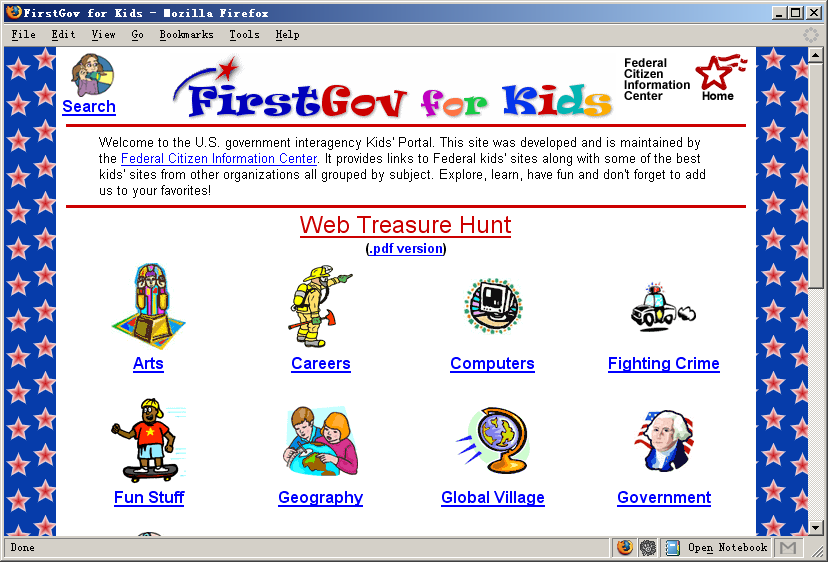 FirstGov for Kids - Mozilla Firefox
File Edit View Go Bookmarks Tools Help
Search
FirstGov for Kids
Federal
Citizen
Information
Center
Home
Welcome to the U.S. government interagency Kids' Portal. This site was developed and is maintained by
the Federal Citizen Information Center. It provides links to Federal kids' sites along with some of the best
kids' sites from other organizations all grouped by subject. Explore, learn, have fun and don't forget to add
us to your favorites!
Web Treasure Hunt
(.pdf version)
Arts Careers Computers Fighting Crime
Fun Stuff Geography Global Village Government
Done Open Notebook